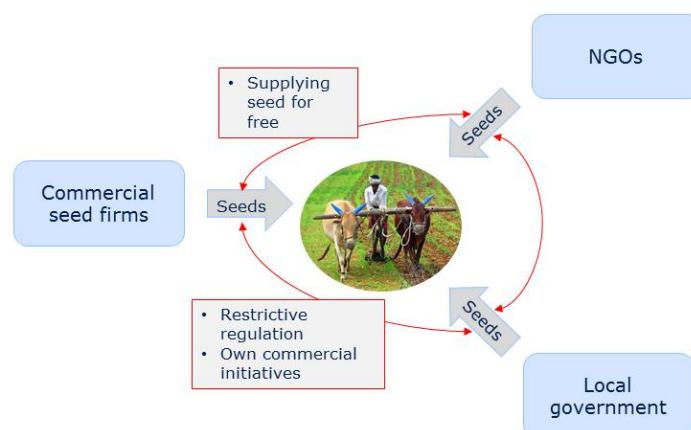 NGOs
• Supplying
seed for
free
Seeds
Commercial
seed firms
Seeds
• Restrictive
regulation
• Own commercial
initiatives
Seeds
Local
government